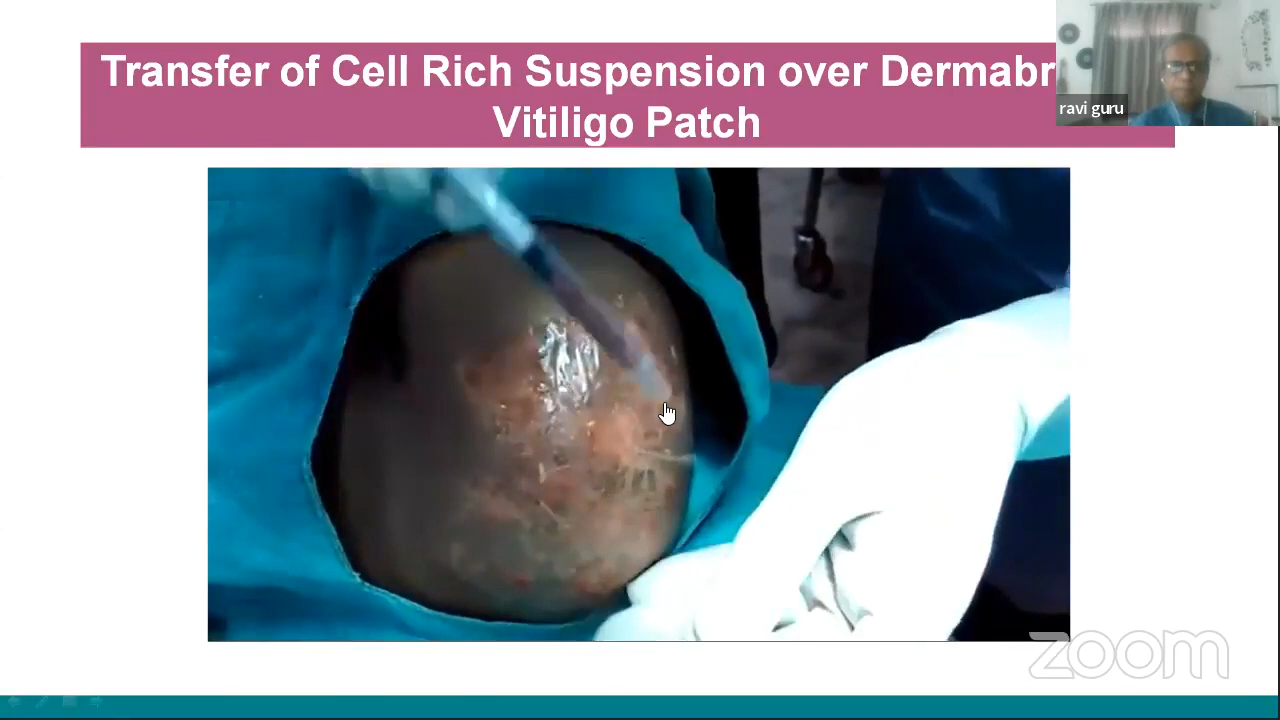 Transfer of Cell Rich Suspension over Dermabr
Vitiligo Patch
ravi guru
zoom